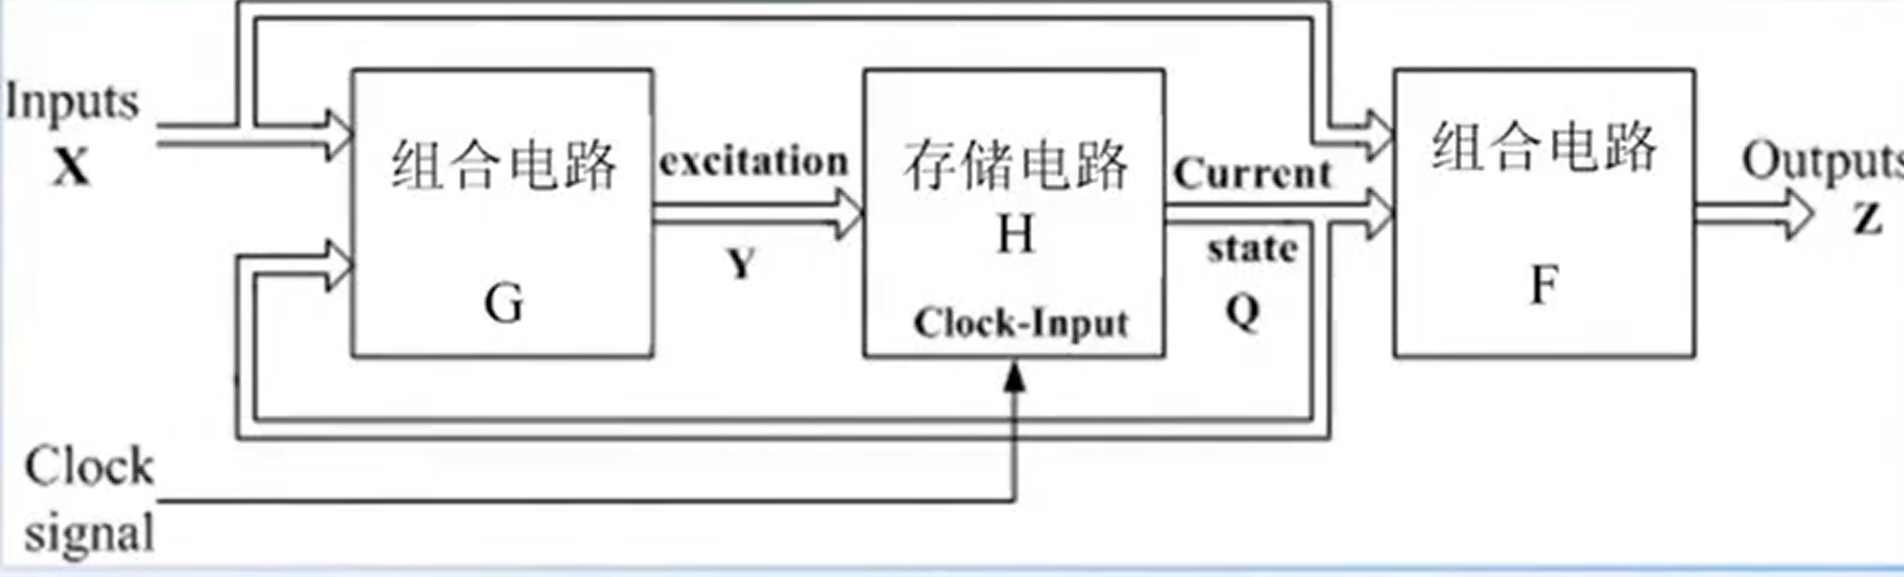 Inputs
X
组合电路
G
excitation
Y
存储电路
H
Clock-Input
Current
state
Q
组合电路
F
Outputs
Z
Clock
signal